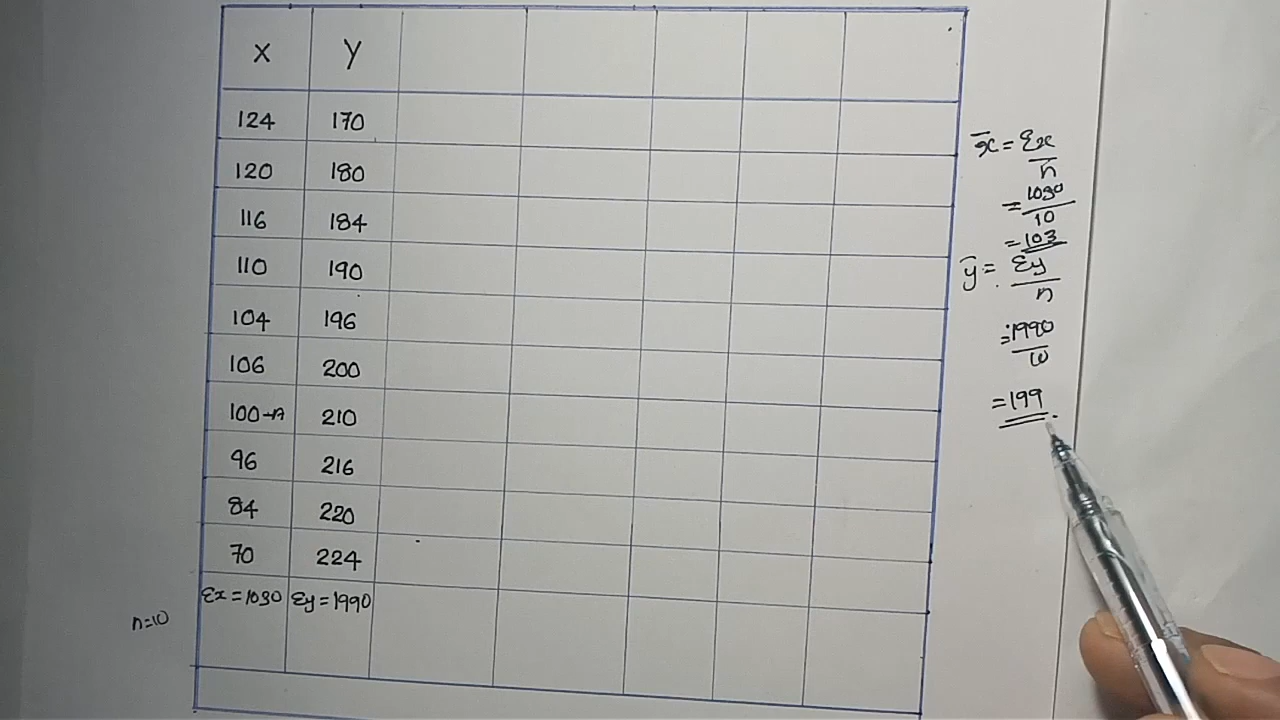 X Y
124 170
120 180
116 184
110 190
104 196
106 200
100→A 210
96 216
84 220
70 224
Σx = 1030 Σy = 1990
n=10
x̄ = Σx
n
= 1030
10
= 103
ȳ = Σy
n
= 1990
10
= 199